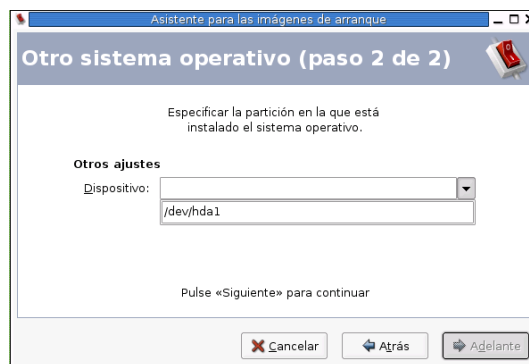 Asistente para las imágenes de arranque
Otro sistema operativo (paso 2 de 2)
Especificar la partición en la que está
instalado el sistema operativo.
Otros ajustes
Dispositivo:
/dev/hda1
Pulse «Siguiente» para continuar
Cancelar
Atrás
Adelante